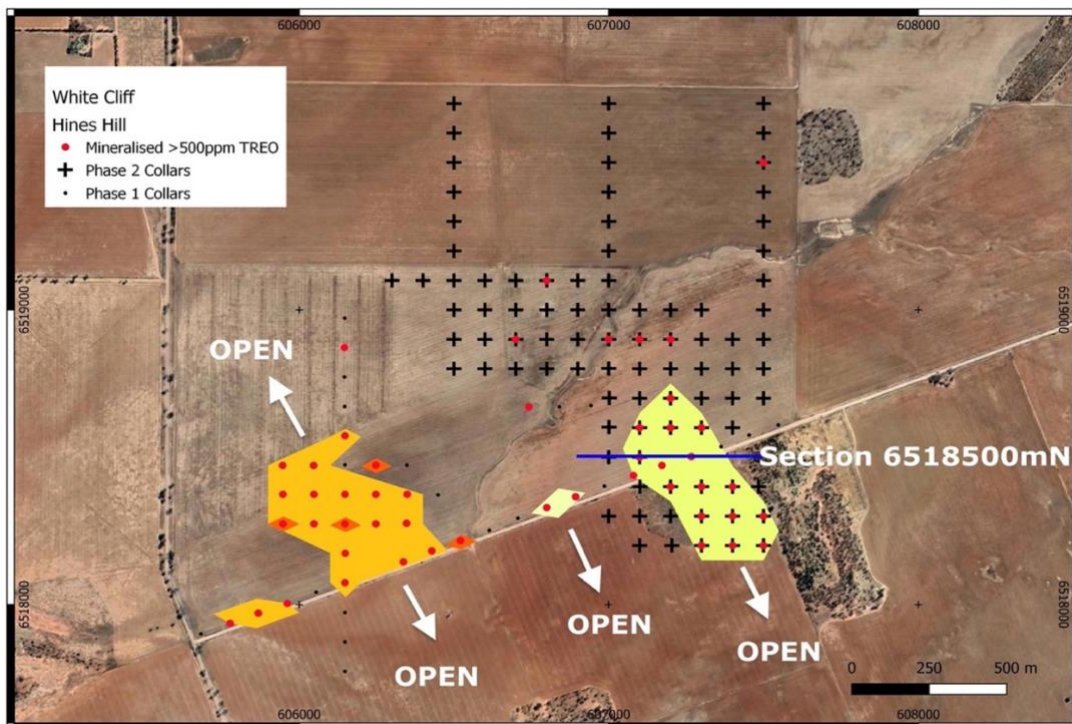 606000
607000
608000
White Cliff
Hines Hill
Mineralised >500ppm TREO
Phase 2 Collars
Phase 1 Collars
6519000
6519000
OPEN
Section 6518500mN
6518000
6518000
OPEN
OPEN
OPEN
0 250 500 m
606000
607000
608000